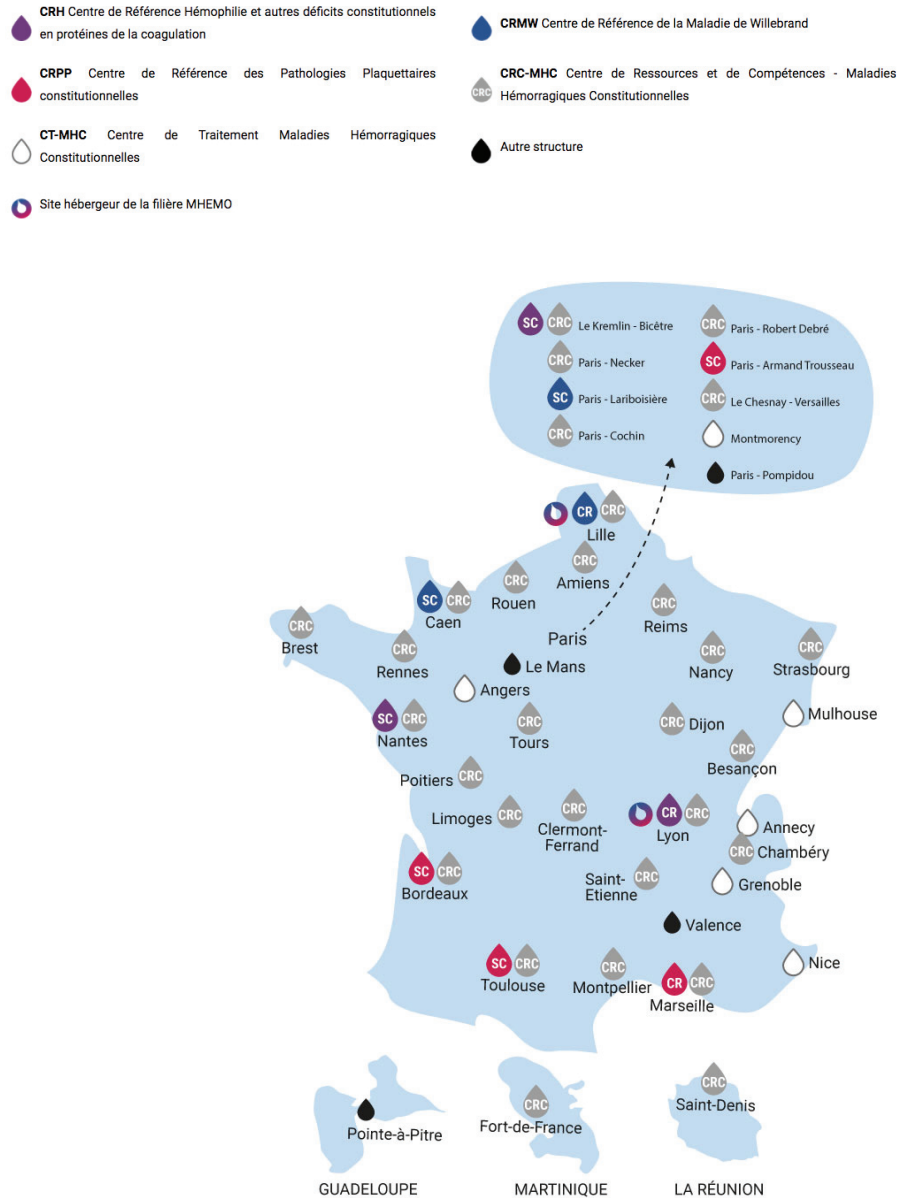 CRH Centre de Référence Hémophilie et autres déficits constitutionnels
en protéines de la coagulation
CRMW Centre de Référence de la Maladie de Willebrand
CRPP Centre de Référence des Pathologies Plaquettaires
constitutionnelles
CRC
CRC-MHC Centre de Ressources et de Compétences - Maladies
Hémorragiques Constitutionnelles
CT-MHC Centre de Traitement Maladies Hémorragiques
Constitutionnelles
Autre structure
Site hébergeur de la filière MHEMO
SC CRC Le Kremlin - Bicêtre
CRC Paris - Robert Debré
CRC Paris - Necker
SC Paris - Armand Trousseau
SC Paris - Lariboisière
CRC Le Chesnay - Versailles
CRC Paris - Cochin
Montmorency
Paris - Pompidou
CR CRC
Lille
CRC
Amiens
CRC
Rouen
SC CRC
Caen
CRC
Reims
CRC
Brest
Paris
CRC
Rennes
CRC
Nancy
CRC
Strasbourg
Le Mans
Angers
SC CRC
Nantes
CRC
Tours
CRC Dijon
Mulhouse
CRC
Besançon
Poitiers CRC
Limoges CRC
CRC
Clermont-
Ferrand
CR CRC
Lyon
Annecy
CRC Chambéry
SC CRC
Bordeaux
Saint-
Etienne
CRC
Grenoble
Valence
SC CRC
Toulouse
CRC
Montpellier
CR CRC
Marseille
Nice
Pointe-à-Pitre
CRC
Fort-de-France
CRC
Saint-Denis
GUADELOUPE
MARTINIQUE
LA RÉUNION